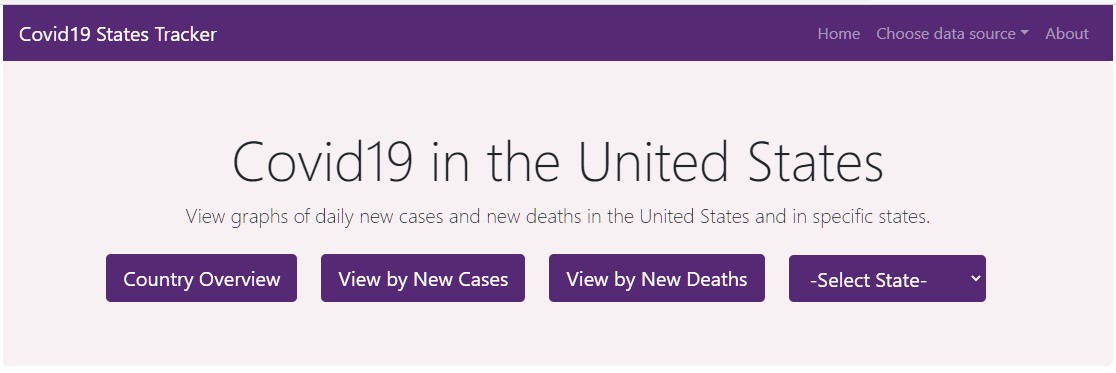 Covid19 States Tracker Home Choose data source About
Covid19 in the United States
View graphs of daily new cases and new deaths in the United States and in specific states.
Country Overview View by New Cases View by New Deaths -Select State-